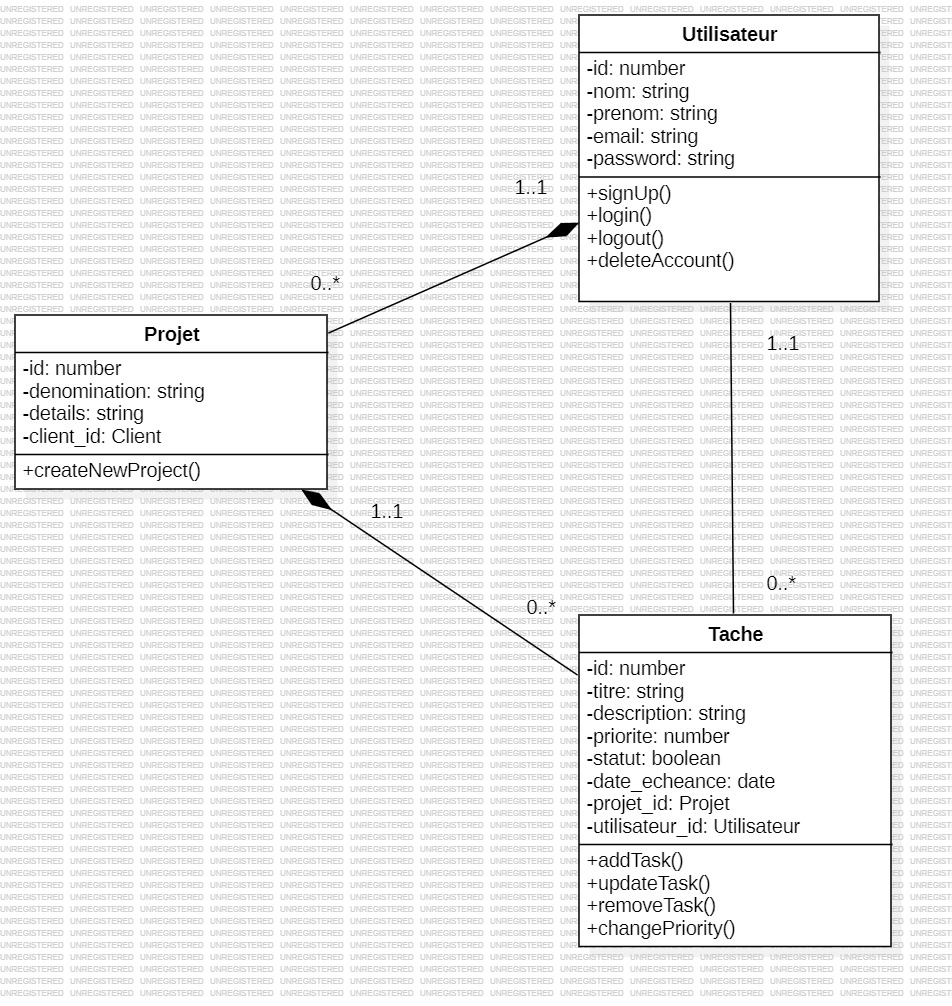 Utilisateur
-id: number
-nom: string
-prenom: string
-email: string
-password: string
+signUp()
+login()
+logout()
+deleteAccount()
1..1
0..*
Projet
-id: number
-denomination: string
-details: string
-client_id: Client
+createNewProject()
1..1
1..1
0..*
0..*
Tache
-id: number
-titre: string
-description: string
-priorite: number
-statut: boolean
-date_echeance: date
-projet_id: Projet
-utilisateur_id: Utilisateur
+addTask()
+updateTask()
+removeTask()
+changePriority()
UNREGISTERED